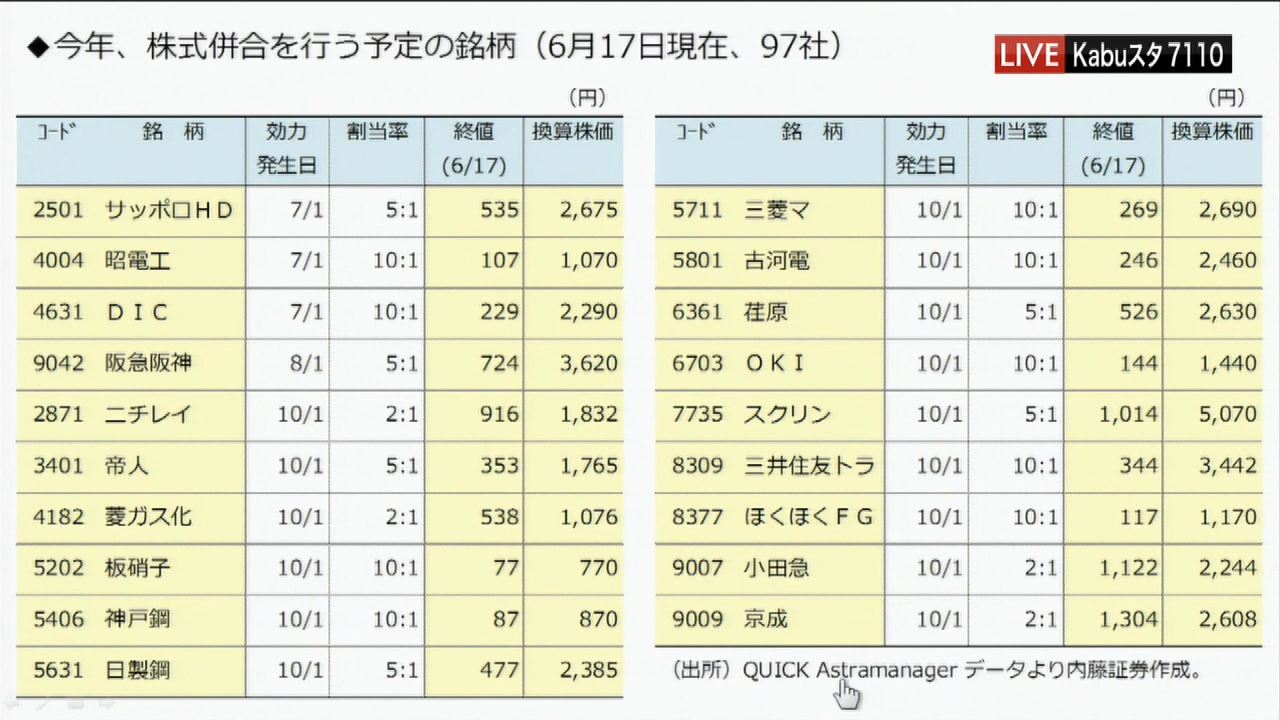 ◆今年、株式併合を行う予定の銘柄（6月17日現在、97社）
LIVE Kabuスタ7110
（円）
ｺｰﾄﾞ 銘　柄 効力発生日 割当率 終値(6/17) 換算株価
2501 サッポロＨＤ 7/1 5:1 535 2,675
4004 昭電工 7/1 10:1 107 1,070
4631 ＤＩＣ 7/1 10:1 229 2,290
9042 阪急阪神 8/1 5:1 724 3,620
2871 ニチレイ 10/1 2:1 916 1,832
3401 帝人 10/1 5:1 353 1,765
4182 菱ガス化 10/1 2:1 538 1,076
5202 板硝子 10/1 10:1 77 770
5406 神戸鋼 10/1 10:1 87 870
5631 日製鋼 10/1 5:1 477 2,385
（円）
ｺｰﾄﾞ 銘　柄 効力発生日 割当率 終値(6/17) 換算株価
5711 三菱マ 10/1 10:1 269 2,690
5801 古河電 10/1 10:1 246 2,460
6361 荏原 10/1 5:1 526 2,630
6703 ＯＫＩ 10/1 10:1 144 1,440
7735 スクリン 10/1 5:1 1,014 5,070
8309 三井住友トラ 10/1 10:1 344 3,442
8377 ほくほくＦＧ 10/1 10:1 117 1,170
9007 小田急 10/1 2:1 1,122 2,244
9009 京成 10/1 2:1 1,304 2,608
（出所）QUICK Astramanager データより内藤証券作成。